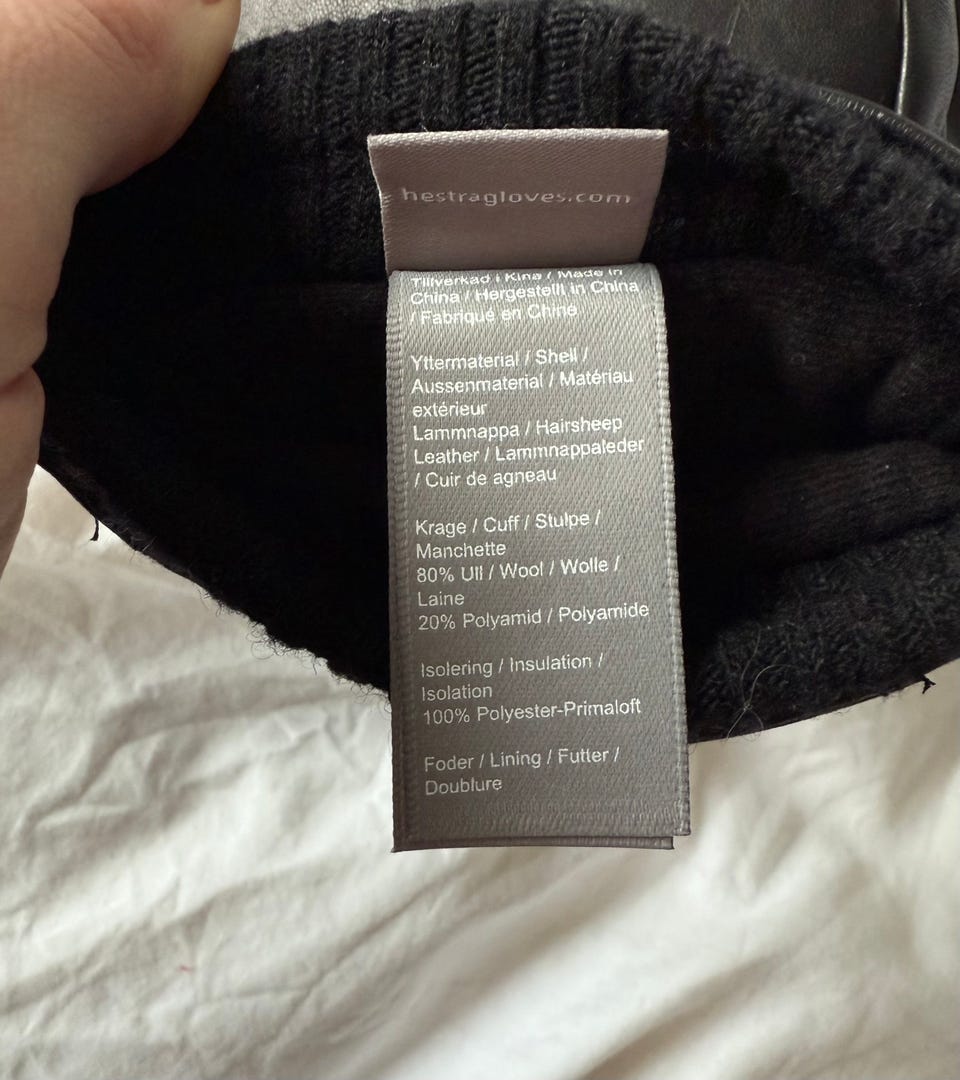 hestragloves.com
Tillverkad i Kina / Made in
China / Hergestellt in China
/ Fabriqué en Chine
Yttermaterial / Shell /
Aussenmaterial / Matériau
extérieur
Lammnappa / Hairsheep
Leather / Lammnappaleder
/ Cuir de agneau
Krage / Cuff / Stulpe /
Manchette
80% Ull / Wool / Wolle /
Laine
20% Polyamid / Polyamide
Isolering / Insulation /
Isolation
100% Polyester-Primaloft
Foder / Lining / Futter /
Doublure